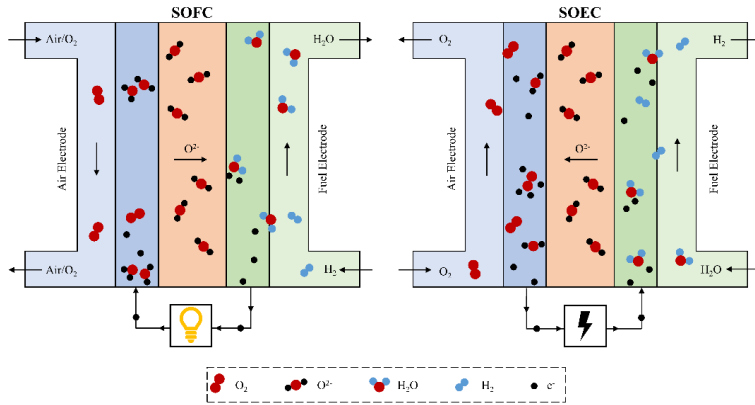 SOFC
Air/O₂
H₂O
Air Electrode
O²⁻
Fuel Electrode
Air/O₂
H₂
SOEC
O₂
H₂
Air Electrode
O²⁻
Fuel Electrode
O₂
H₂O
O₂
O²⁻
H₂O
H₂
e⁻